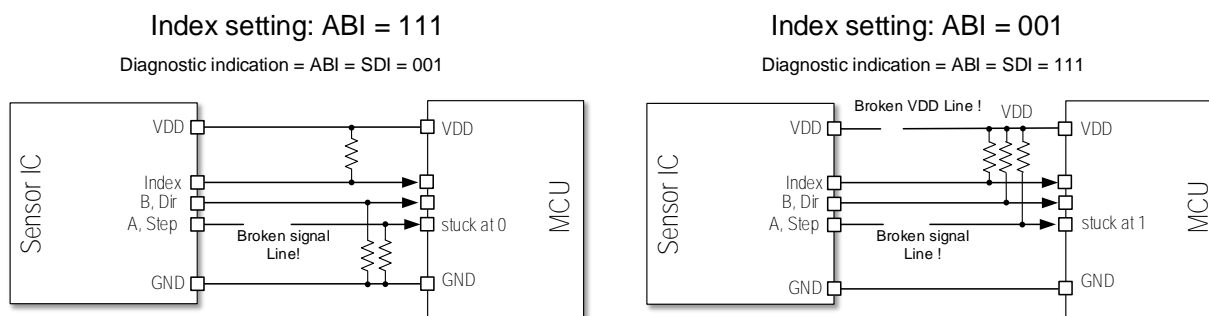 Index setting: ABI = 111
Diagnostic indication = ABI = SDI = 001
Sensor IC
VDD
Index
B, Dir
A, Step
GND
Broken signal
Line!
VDD
stuck at 0
GND
MCU
Index setting: ABI = 001
Diagnostic indication = ABI = SDI = 111
Sensor IC
VDD
Index
B, Dir
A, Step
GND
Broken VDD Line !
VDD
Broken signal
Line !
VDD
stuck at 1
GND
MCU